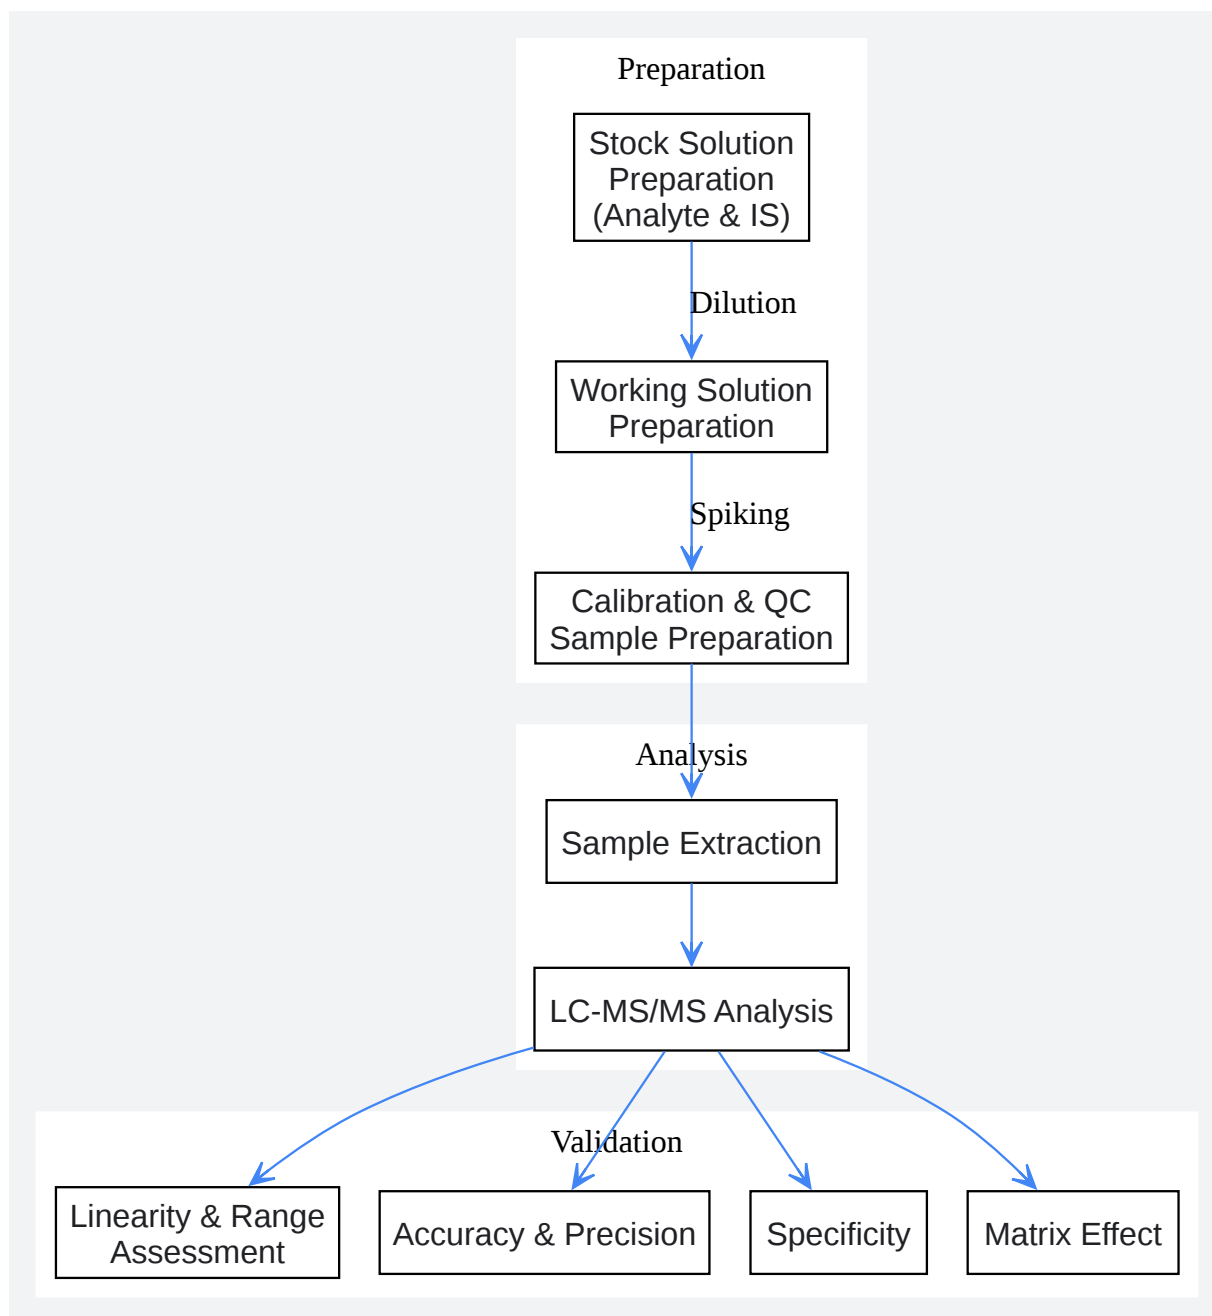 Preparation
Stock Solution
Preparation
(Analyte & IS)
Dilution
Working Solution
Preparation
Spiking
Calibration & QC
Sample Preparation
Analysis
Sample Extraction
LC-MS/MS Analysis
Validation
Linearity & Range
Assessment
Accuracy & Precision
Specificity
Matrix Effect